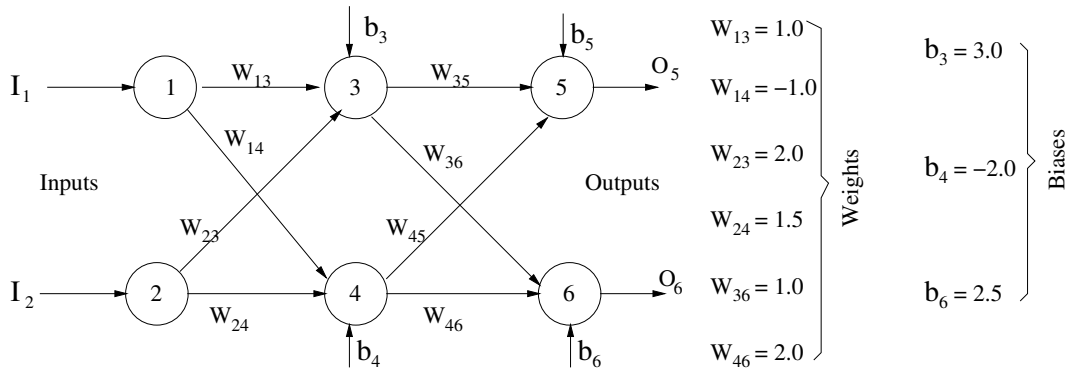 b₃
b₅
I₁
1
W₁₃
3
W₃₅
5
O₅
W₁₄
W₃₆
Inputs
Outputs
W₂₃
W₄₅
I₂
2
W₂₄
4
W₄₆
6
O₆
b₄
b₆
W₁₃ = 1.0
W₁₄ = −1.0
W₂₃ = 2.0
W₂₄ = 1.5
W₃₆ = 1.0
W₄₆ = 2.0
Weights
b₃ = 3.0
b₄ = −2.0
b₆ = 2.5
Biases